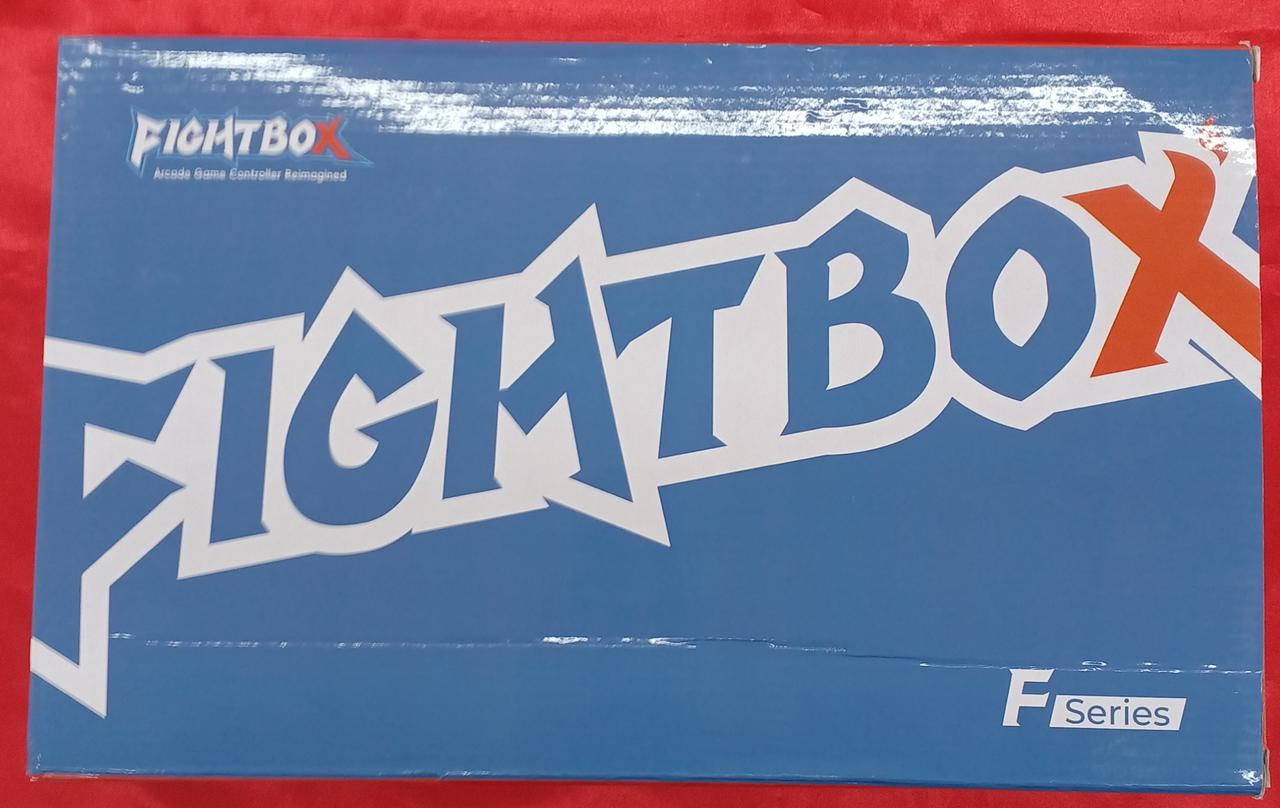 FIGHTBOX
Arcade Game Controller Reimagined
FIGHTBOX
F Series